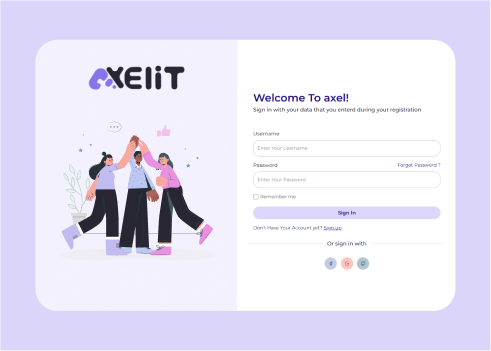 AXELIT
Welcome To axel!
Sign in with your data that you enterd during your registration
Username
Enter Your Username
Password
Forgot Password ?
Enter Your Password
Remember me
Sign In
Don't Have Your Account yet? Sign up
Or sign in with